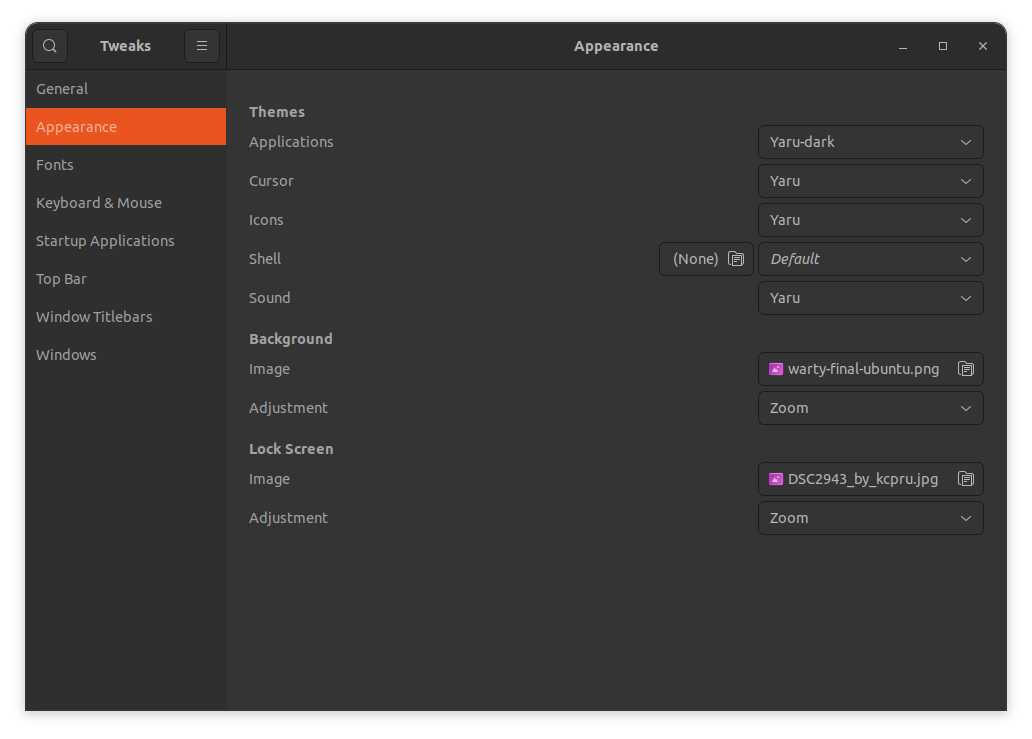 Tweaks
Appearance
General
Appearance
Fonts
Keyboard & Mouse
Startup Applications
Top Bar
Window Titlebars
Windows
Themes
Applications Yaru-dark
Cursor Yaru
Icons Yaru
Shell (None) Default
Sound Yaru
Background
Image warty-final-ubuntu.png
Adjustment Zoom
Lock Screen
Image DSC2943_by_kcpru.jpg
Adjustment Zoom